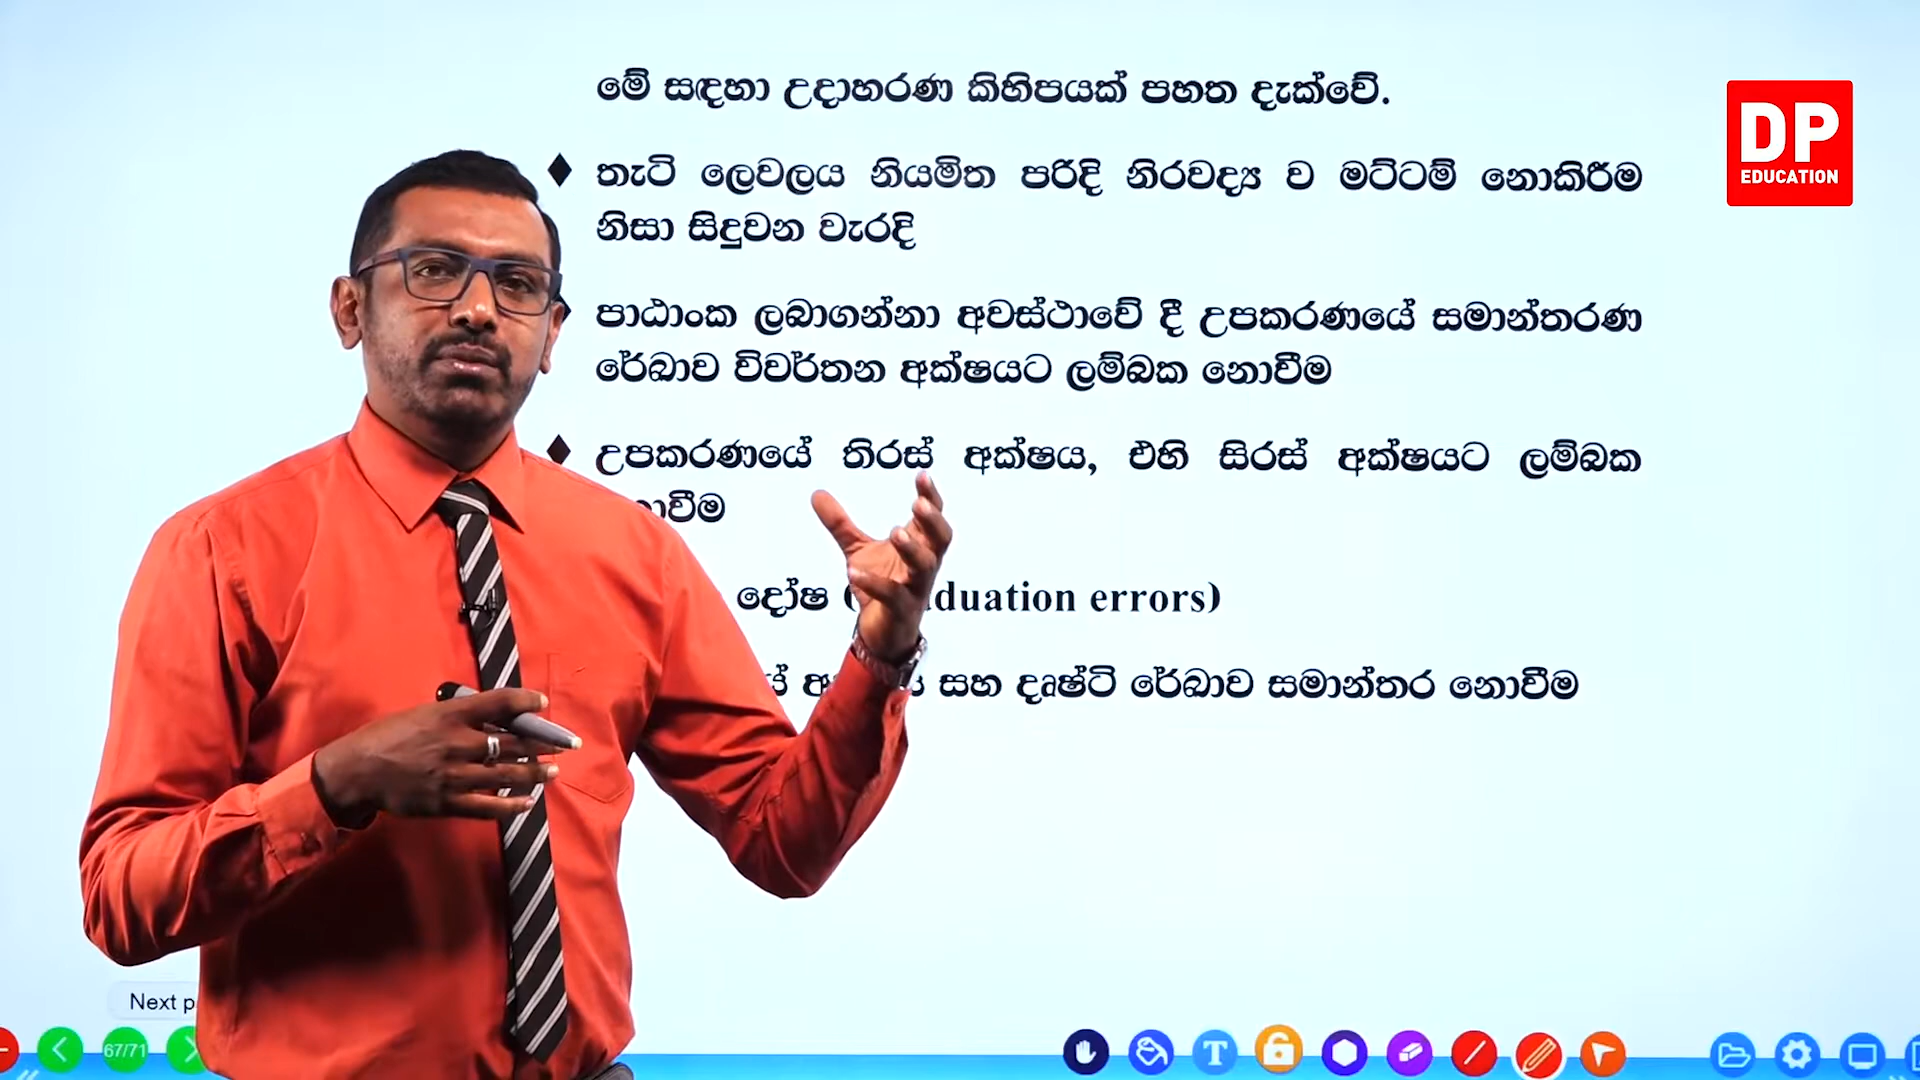 මේ සඳහා උදාහරණ කිහිපයක් පහත දැක්වේ.
DP
EDUCATION
තැටි ලෙවලය නියමිත පරිදි නිරවද්‍ය ව මට්ටම් නොකිරීම
නිසා සිදුවන වැරදි
පාඨාංක ලබාගන්නා අවස්ථාවේ දී උපකරණයේ සමාන්තරණ
රේඛාව විවර්තන අක්ෂයට ලම්බක නොවීම
උපකරණයේ තිරස් අක්ෂය, එහි සිරස් අක්ෂයට ලම්බක
දෝෂ errors)
සහ දෘෂ්ටි රේඛාව සමාන්තර නොවීම
Next
67/71
T